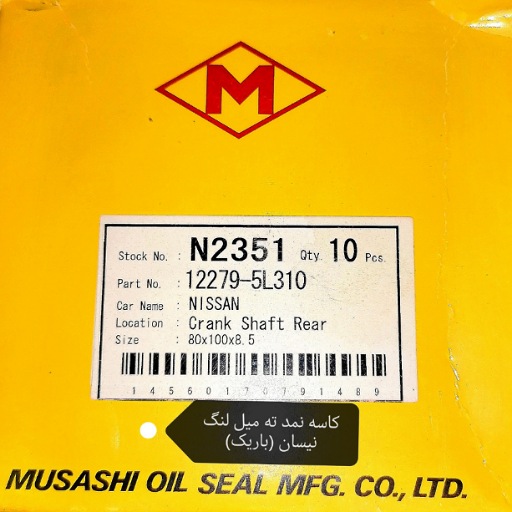 M
Stock No. : N2351 Qty. 10 Pcs.
Part No. : 12279-5L310
Car Name : NISSAN
Location : Crank Shaft Rear
Size : 80x100x8.5
1456017079 1489
کاسه نمد ته میل لنگ
نیسان (باریک)
MUSASHI OIL SEAL MFG. CO., LTD.